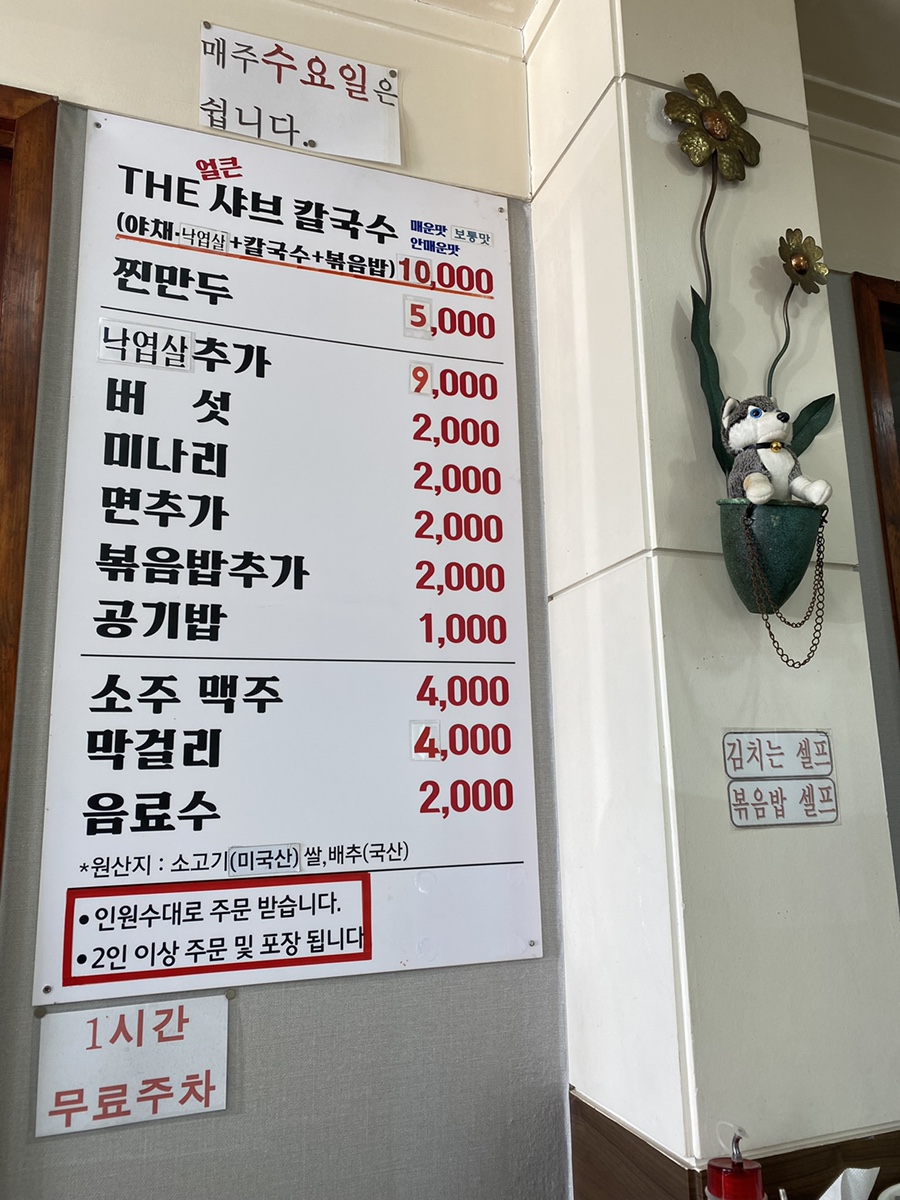 매주수요일은
쉽니다..
얼큰
THE 샤브 칼국수 매운맛 보통맛
안매운맛
(야채·낙엽살+칼국수+볶음밥) 10,000
찐만두 5,000
낙엽살추가 9,000
버 섯 2,000
미나리 2,000
면추가 2,000
볶음밥추가 2,000
공기밥 1,000
소주 맥주 4,000
막걸리 4,000
음료수 2,000
*원산지 : 소고기(미국산) 쌀,배추(국산)
• 인원수대로 주문 받습니다.
• 2인 이상 주문 및 포장 됩니다
1시간
무료주차
김치는 셀프
볶음밥 셀프